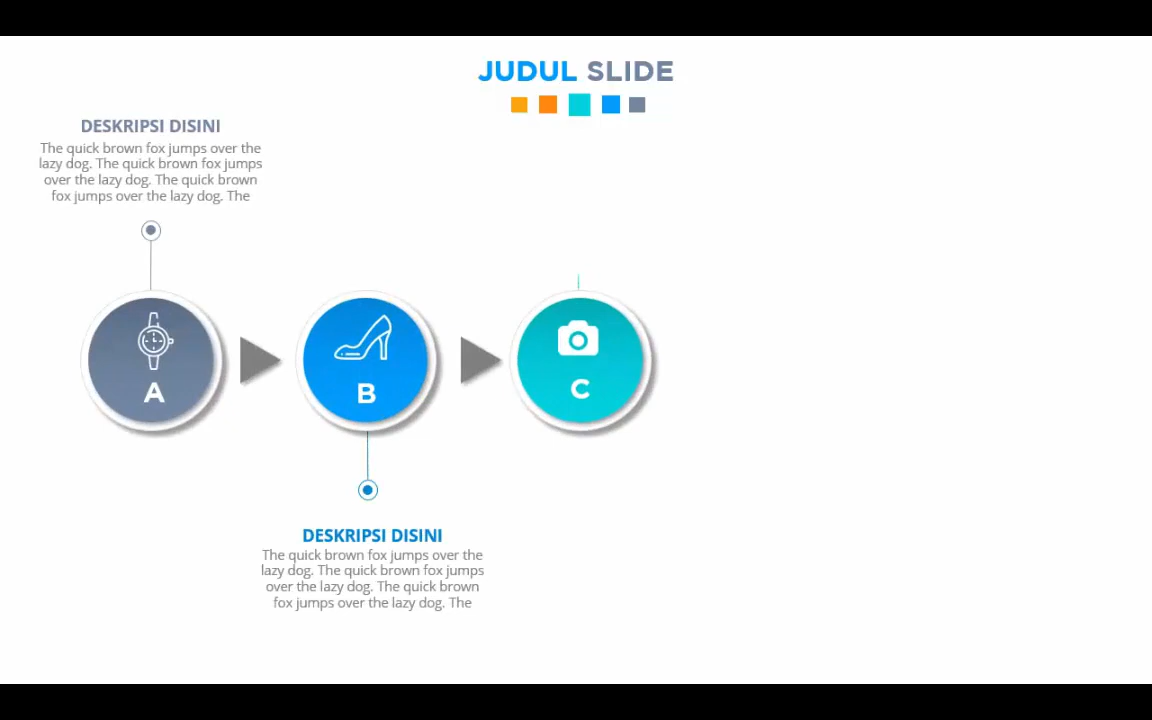 JUDUL SLIDE
DESKRIPSI DISINI
The quick brown fox jumps over the
lazy dog. The quick brown fox jumps
over the lazy dog. The quick brown
fox jumps over the lazy dog. The
A
B
C
DESKRIPSI DISINI
The quick brown fox jumps over the
lazy dog. The quick brown fox jumps
over the lazy dog. The quick brown
fox jumps over the lazy dog. The